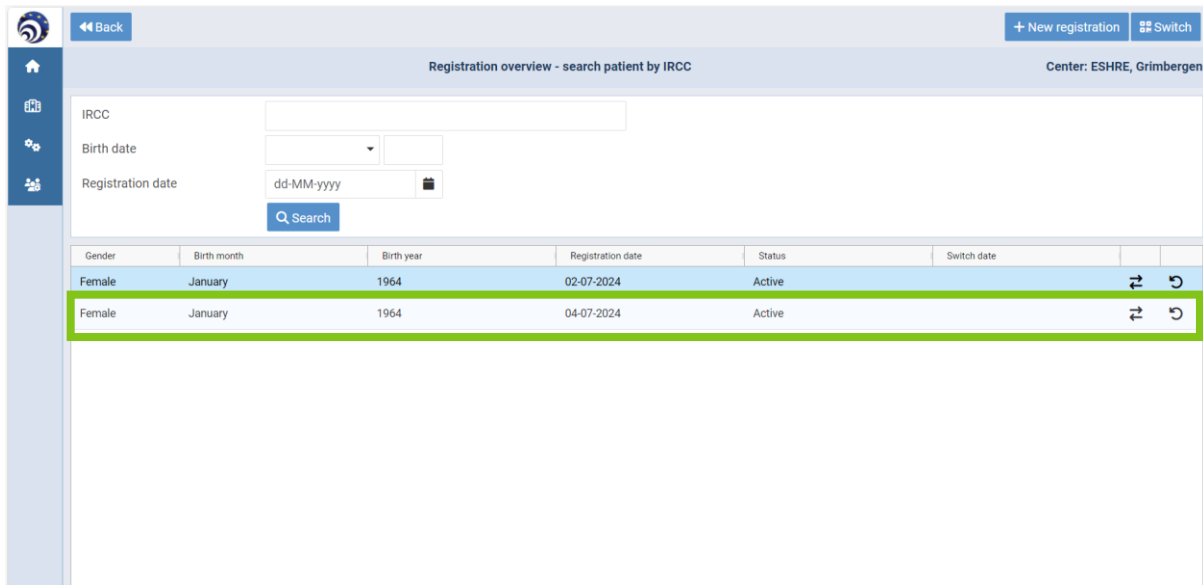 Back
+ New registration
Switch
Registration overview - search patient by IRCC
Center: ESHRE, Grimbergen
IRCC
Birth date
Registration date dd-MM-yyyy
Search
Gender Birth month Birth year Registration date Status Switch date
Female January 1964 02-07-2024 Active
Female January 1964 04-07-2024 Active